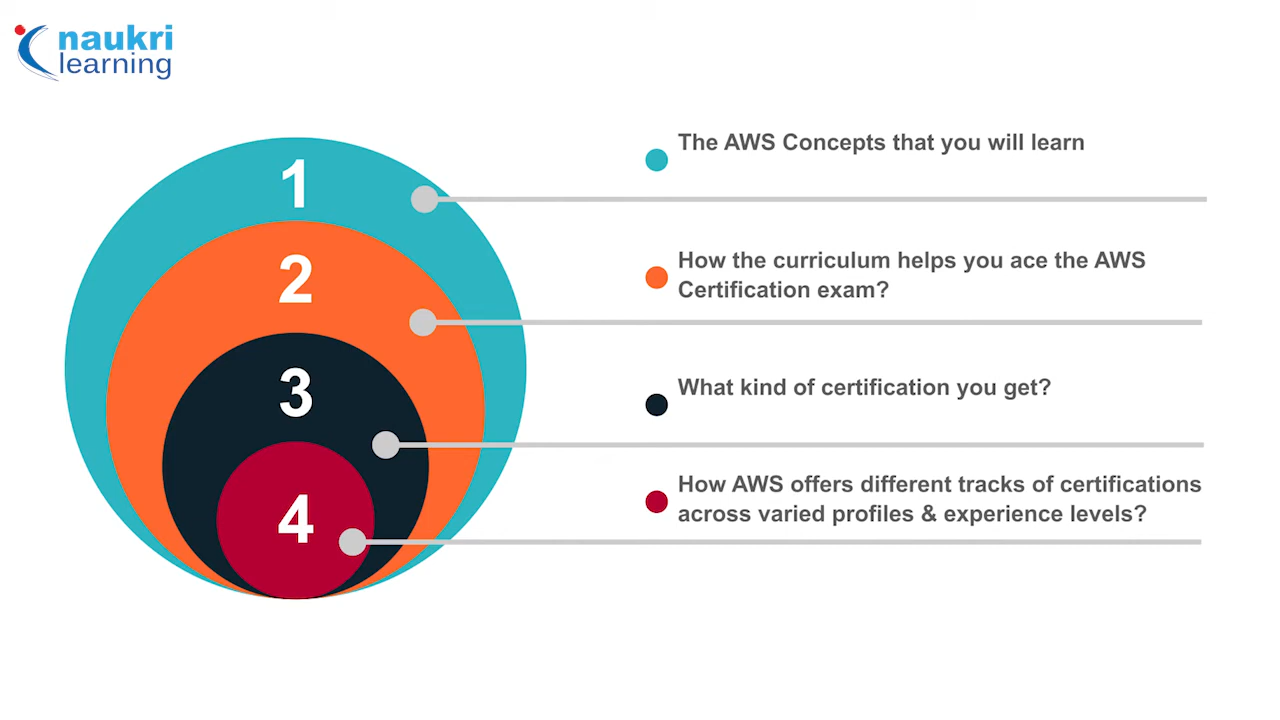 naukri
learning
1
The AWS Concepts that you will learn
2
How the curriculum helps you ace the AWS
Certification exam?
3
What kind of certification you get?
4
How AWS offers different tracks of certifications
across varied profiles & experience levels?